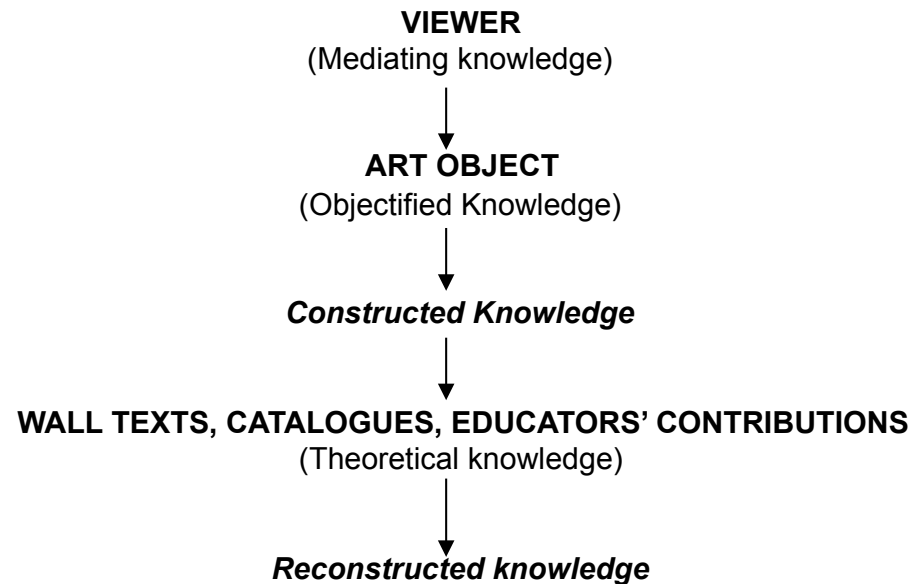 VIEWER
(Mediating knowledge)
ART OBJECT
(Objectified Knowledge)
Constructed Knowledge
WALL TEXTS, CATALOGUES, EDUCATORS’ CONTRIBUTIONS
(Theoretical knowledge)
Reconstructed knowledge